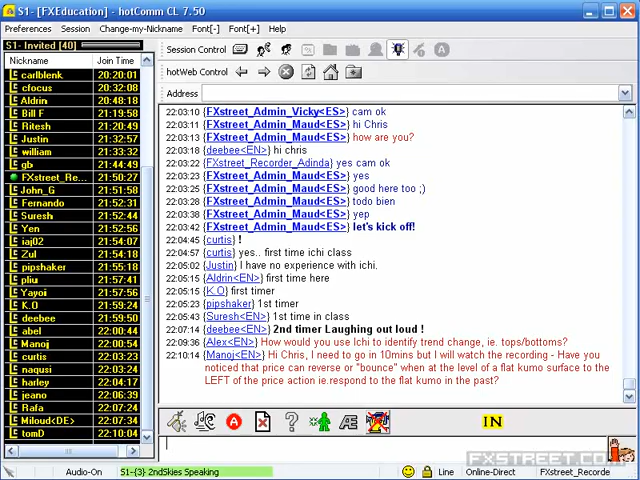 S1- [FXEducation] - hotComm CL 7.50
Preferences Session Change-my-Nickname Font[-] Font[+] Help
S1- Invited [40]
Session Control
Nickname Join Time
carlblenk 20:20:01
cfocus 20:32:08
Aldrin 20:48:18
Bill F 21:19:58
Ritesh 21:20:49
Justin 21:32:57
william 21:33:32
gb 21:44:49
FXstreet_Re... 21:50:27
John_G 21:51:58
Fernando 21:52:31
Suresh 21:52:44
Yen 21:52:56
iaj02 21:54:07
Zul 21:54:18
pipshaker 21:55:18
pliu 21:57:41
Yayoi 21:57:56
K.O 21:59:24
deebee 21:59:50
abel 22:00:44
Manoj 22:00:54
curtis 22:03:23
naqusi 22:03:24
harley 22:04:17
jeano 22:06:39
Rafa 22:07:24
Miloud<DE> 22:07:34
tomD 22:10:04
hotWeb Control
Address
22:03:10 {FXstreet_Admin_Vicky<ES>} cam ok
22:03:11 {FXstreet_Admin_Maud<ES>} hi Chris
22:03:13 {FXstreet_Admin_Maud<ES>} how are you?
22:03:18 {deebee<EN>} hi chris
22:03:22 {FXstreet_Recorder_Adinda} yes cam ok
22:03:23 {FXstreet_Admin_Maud<ES>} yes
22:03:25 {FXstreet_Admin_Maud<ES>} good here too ;)
22:03:28 {FXstreet_Admin_Maud<ES>} todo bien
22:03:38 {FXstreet_Admin_Maud<ES>} yep
22:03:42 {FXstreet_Admin_Maud<ES>} let's kick off!
22:04:45 {curtis} !
22:04:57 {curtis} yes.. first time ichi class
22:05:02 {Justin} I have no experience with ichi.
22:05:15 {Aldrin<EN>} first time here
22:05:16 {K.O} first timer
22:05:23 {pipshaker} 1st timer
22:05:43 {Suresh<EN>} 1st time in class
22:07:14 {deebee<EN>} 2nd timer Laughing out loud !
22:09:36 {Alex<EN>} How would you use Ichi to identify trend change, ie. tops/bottoms?
22:10:14 {Manoj<EN>} Hi Chris, I need to go in 10mins but I will watch the recording - Have you
noticed that price can reverse or "bounce" when at the level of a flat kumo surface to the
LEFT of the price action ie.respond to the flat kumo in the past?
A ? Æ IN
FXSTREET.COM
Audio-On S1-{3} 2ndSkies Speaking Line Online-Direct FXstreet_Recorde